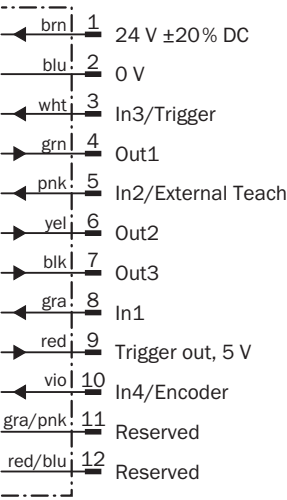 brn 1 24 V ±20% DC
blu 2 0 V
wht 3 In3/Trigger
grn 4 Out1
pnk 5 In2/External Teach
yel 6 Out2
blk 7 Out3
gra 8 In1
red 9 Trigger out, 5 V
vio 10 In4/Encoder
gra/pnk 11 Reserved
red/blu 12 Reserved